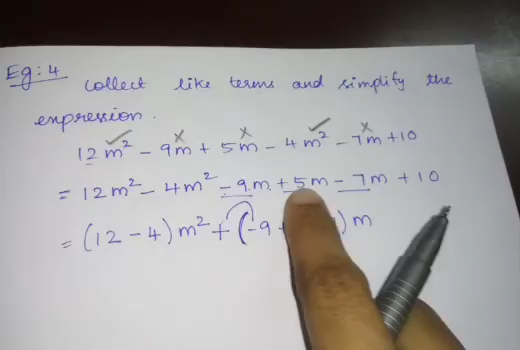 Eg: 4 collect like terms and simplify the
expression.
12m² - 9m + 5m - 4m² - 7m + 10
= 12m² - 4m² - 9m + 5m - 7m + 10
= (12 - 4) m² + (-9 ) m